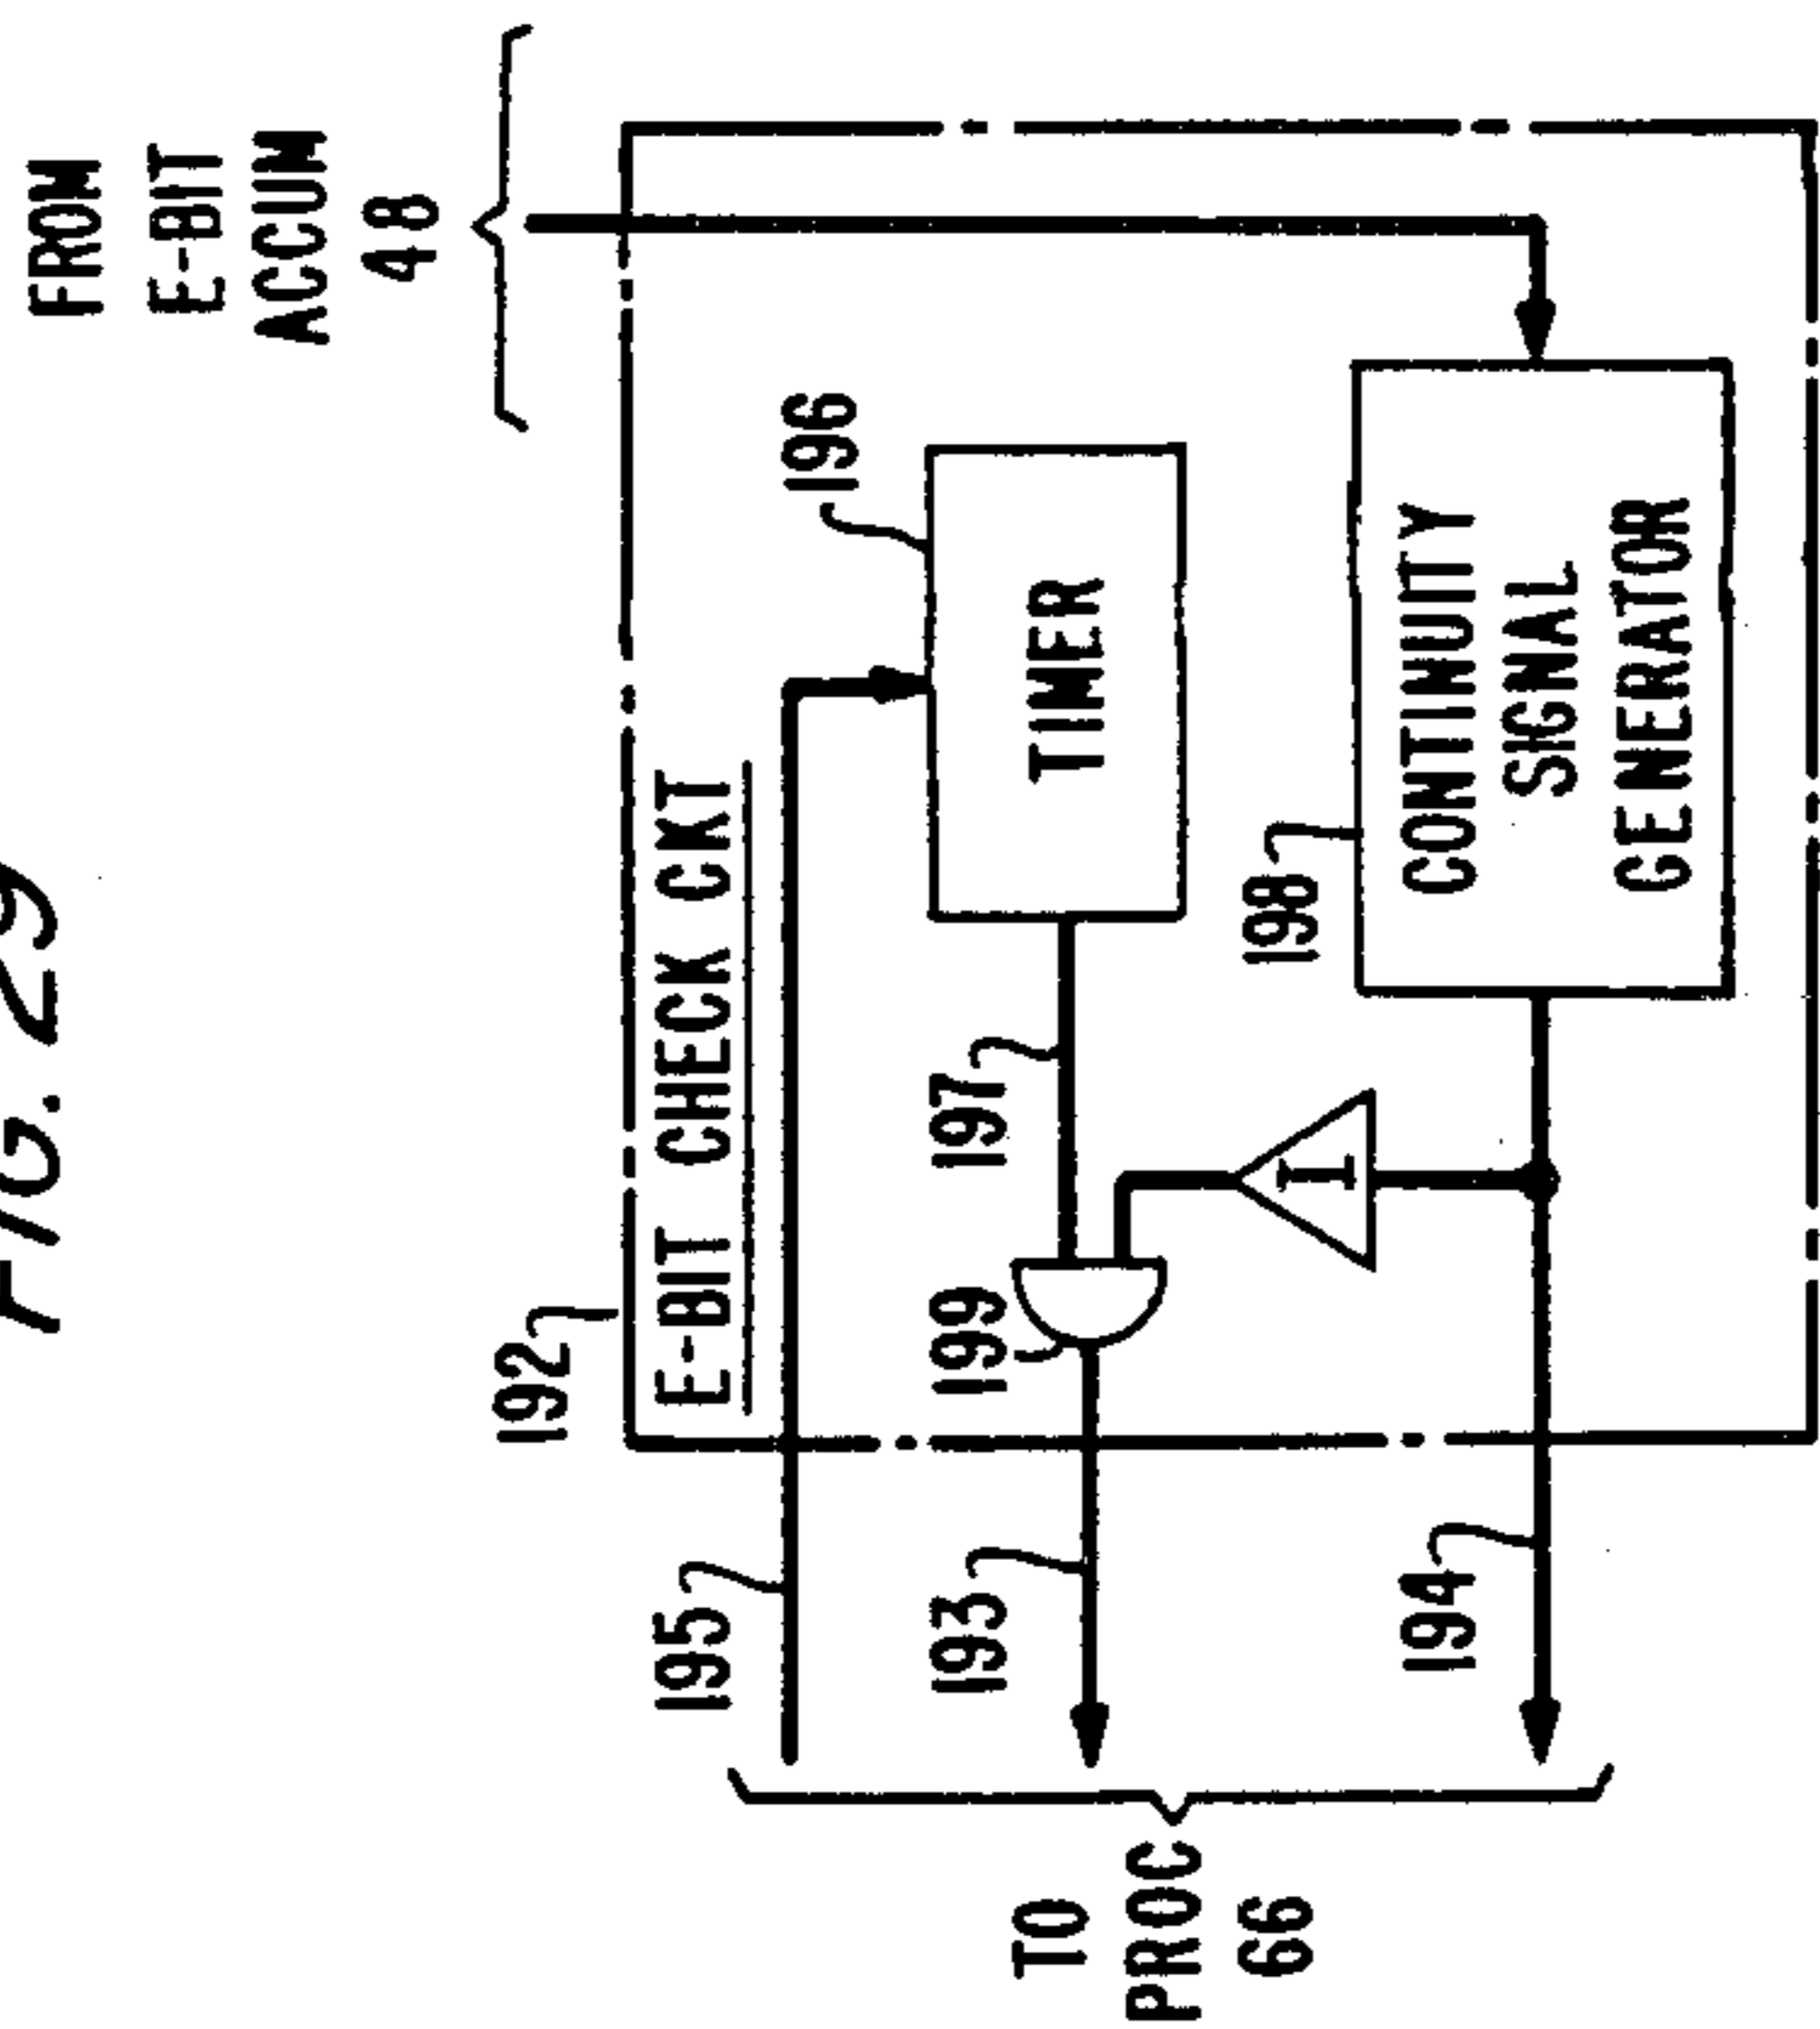 FIG. 29
FROM
E-BIT
ACCUM
48
192
E-BIT CHECK CKT
195
196
TIMER
197
199
193
I
198
CONTINUITY
SIGNAL
GENERATOR
194
TO
PROC
66